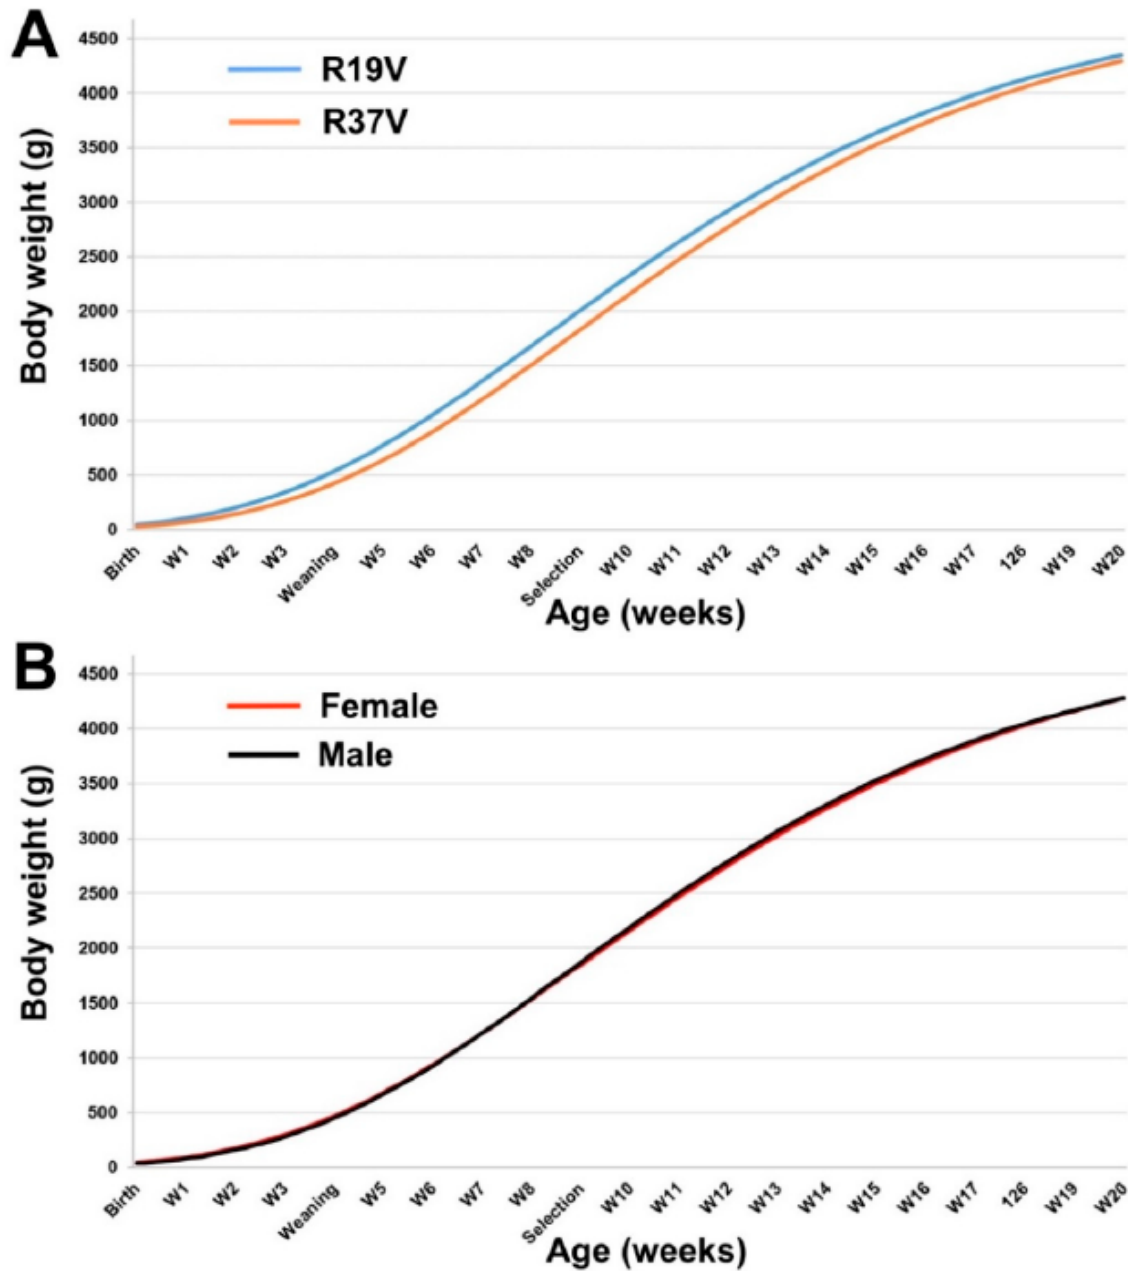 A
4500
4000
3500
3000
2500
2000
1500
1000
500
0
R19V
R37V
Body weight (g)
Birth
W1
W2
W3
Weaning
W5
W6
W7
W8
Selection
W10
W11
W12
W13
W14
W15
W16
W17
126
W19
W20
Age (weeks)
B
4500
4000
3500
3000
2500
2000
1500
1000
500
0
Female
Male
Body weight (g)
Birth
W1
W2
W3
Weaning
W5
W6
W7
W8
Selection
W10
W11
W12
W13
W14
W15
W16
W17
126
W19
W20
Age (weeks)